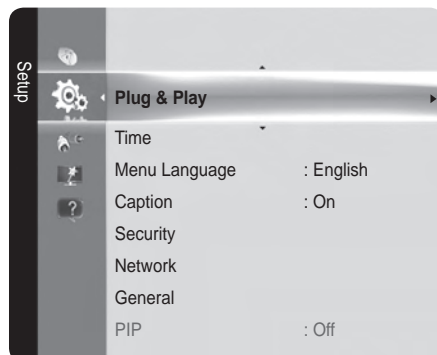 Setup
Plug & Play
Time
Menu Language : English
Caption : On
Security
Network
General
PIP : Off